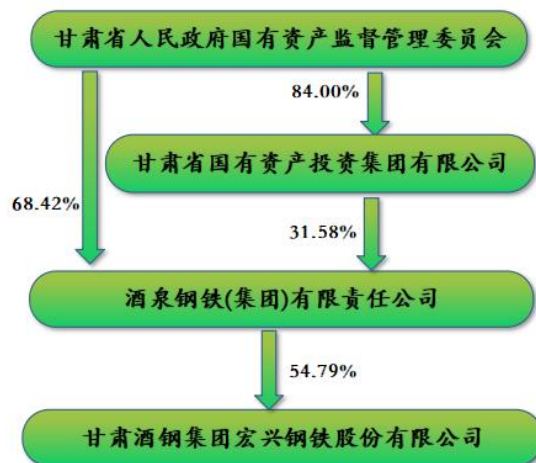 甘肃省人民政府国有资产监督管理委员会
84.00%
甘肃省国有资产投资集团有限公司
68.42%
31.58%
酒泉钢铁(集团)有限责任公司
54.79%
甘肃酒钢集团宏兴钢铁股份有限公司